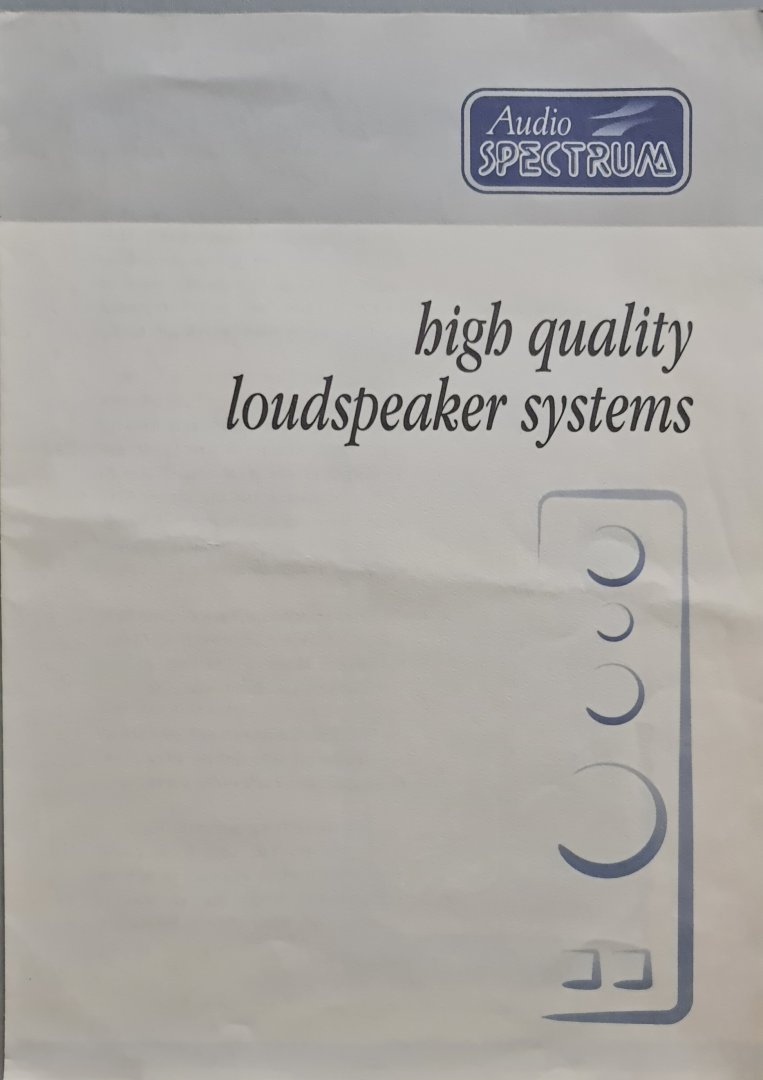 Audio
SPECTRUM
high quality
loudspeaker systems